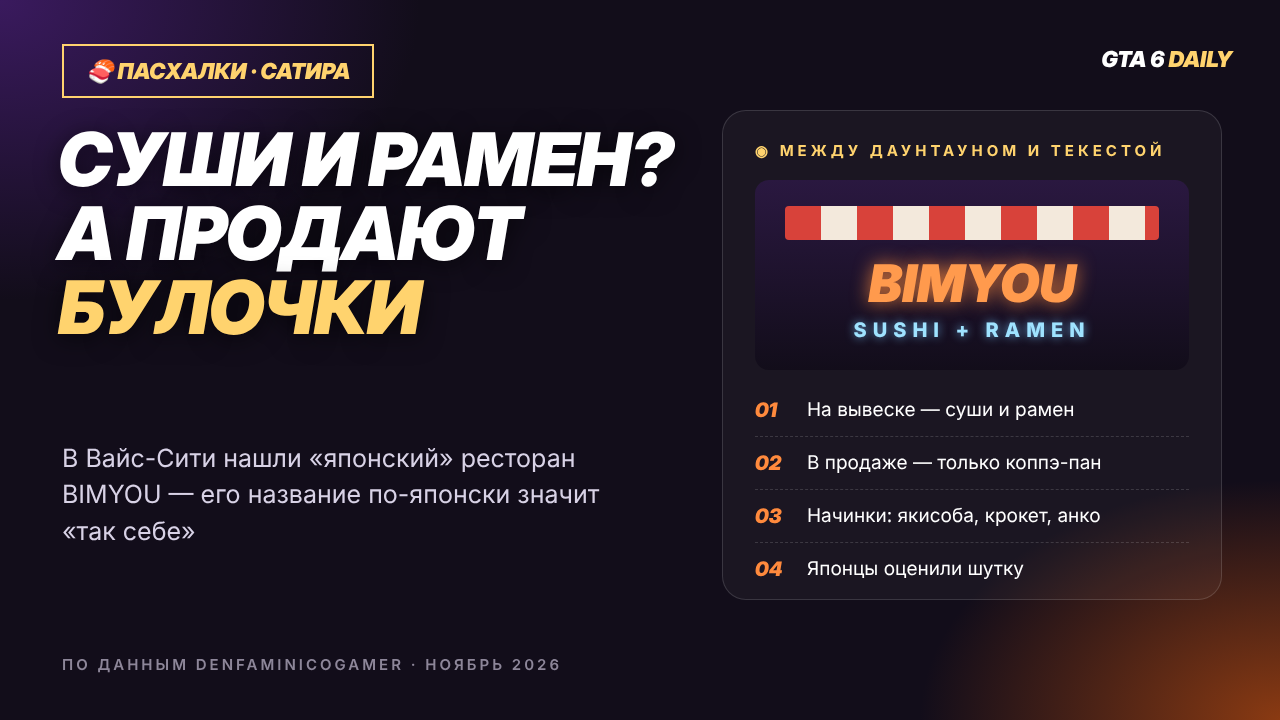 🍣 ПАСХАЛКИ · САТИРА
GTA 6 DAILY
СУШИ И РАМЕН?
А ПРОДАЮТ
БУЛОЧКИ
В Вайс-Сити нашли «японский» ресторан
BIMYOU — его название по-японски значит
«так себе»
ПО ДАННЫМ DENFAMINICOGAMER · НОЯБРЬ 2026
◉ МЕЖДУ ДАУНТАУНОМ И ТЕКЕСТОЙ
BIMYOU
SUSHI + RAMEN
01 На вывеске — суши и рамен
02 В продаже — только коппэ-пан
03 Начинки: якисоба, крокет, анко
04 Японцы оценили шутку